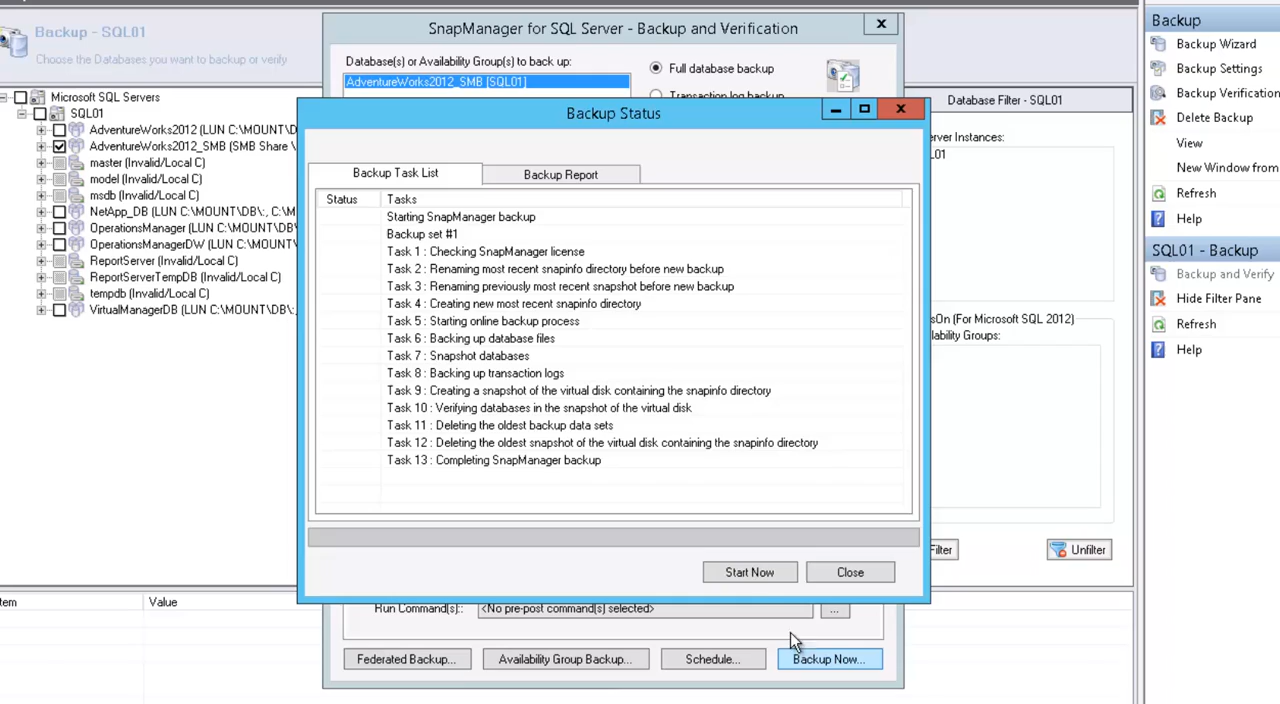 Backup - SQL01
Choose the Databases you want to backup or verify
Microsoft SQL Servers
SQL01
AdventureWorks2012 (LUN C:\MOUNT\D
AdventureWorks2012_SMB (SMB Share \
master (Invalid/Local C)
model (Invalid/Local C)
msdb (Invalid/Local C)
NetApp_DB (LUN C:\MOUNT\DB\:, C:\M
OperationsManager (LUN C:\MOUNT\DB
OperationsManagerDW (LUN C:\MOUNT\
ReportServer (Invalid/Local C)
ReportServerTempDB (Invalid/Local C)
tempdb (Invalid/Local C)
VirtualManagerDB (LUN C:\MOUNT\DB\:,
tem
Value
SnapManager for SQL Server - Backup and Verification
Database(s) or Availability Group(s) to back up:
AdventureWorks2012_SMB [SQL01]
Full database backup
Transaction log backup
Backup Status
Backup Task List
Backup Report
Status
Tasks
Starting SnapManager backup
Backup set #1
Task 1 : Checking SnapManager license
Task 2 : Renaming most recent snapinfo directory before new backup
Task 3 : Renaming previously most recent snapshot before new backup
Task 4 : Creating new most recent snapinfo directory
Task 5 : Starting online backup process
Task 6 : Backing up database files
Task 7 : Snapshot databases
Task 8 : Backing up transaction logs
Task 9 : Creating a snapshot of the virtual disk containing the snapinfo directory
Task 10 : Verifying databases in the snapshot of the virtual disk
Task 11 : Deleting the oldest backup data sets
Task 12 : Deleting the oldest snapshot of the virtual disk containing the snapinfo directory
Task 13 : Completing SnapManager backup
Start Now
Close
Run Command(s)::
<No pre-post command(s) selected>
...
Federated Backup...
Availability Group Backup...
Schedule...
Backup Now...
Database Filter - SQL01
erver Instances:
L01
sOn (For Microsoft SQL 2012)
lability Groups:
Filter
Unfilter
Backup
Backup Wizard
Backup Settings
Backup Verification
Delete Backup
View
New Window from
Refresh
Help
SQL01 - Backup
Backup and Verify
Hide Filter Pane
Refresh
Help